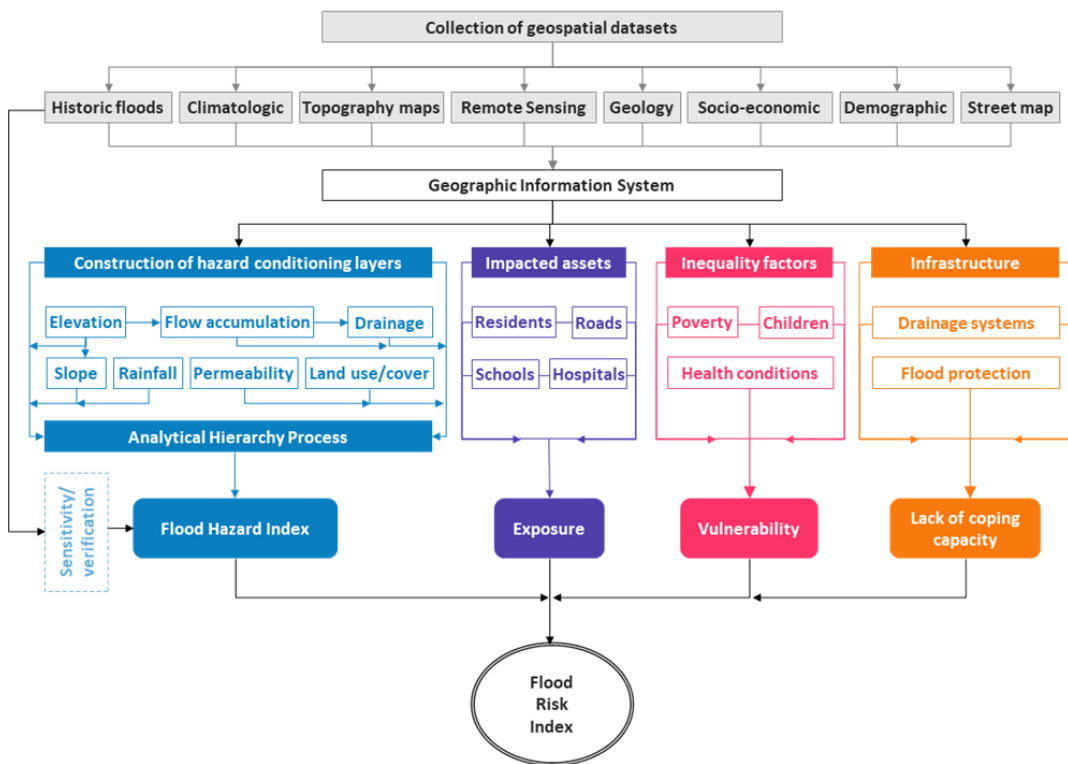 Collection of geospatial datasets
Historic floods
Climatologic
Topography maps
Remote Sensing
Geology
Socio-economic
Demographic
Street map
Geographic Information System
Construction of hazard conditioning layers
Impacted assets
Inequality factors
Infrastructure
Elevation
Flow accumulation
Drainage
Residents
Roads
Poverty
Children
Drainage systems
Slope
Rainfall
Permeability
Land use/cover
Schools
Hospitals
Health conditions
Flood protection
Analytical Hierarchy Process
Sensitivity/
verification
Flood Hazard Index
Exposure
Vulnerability
Lack of coping
capacity
Flood
Risk
Index